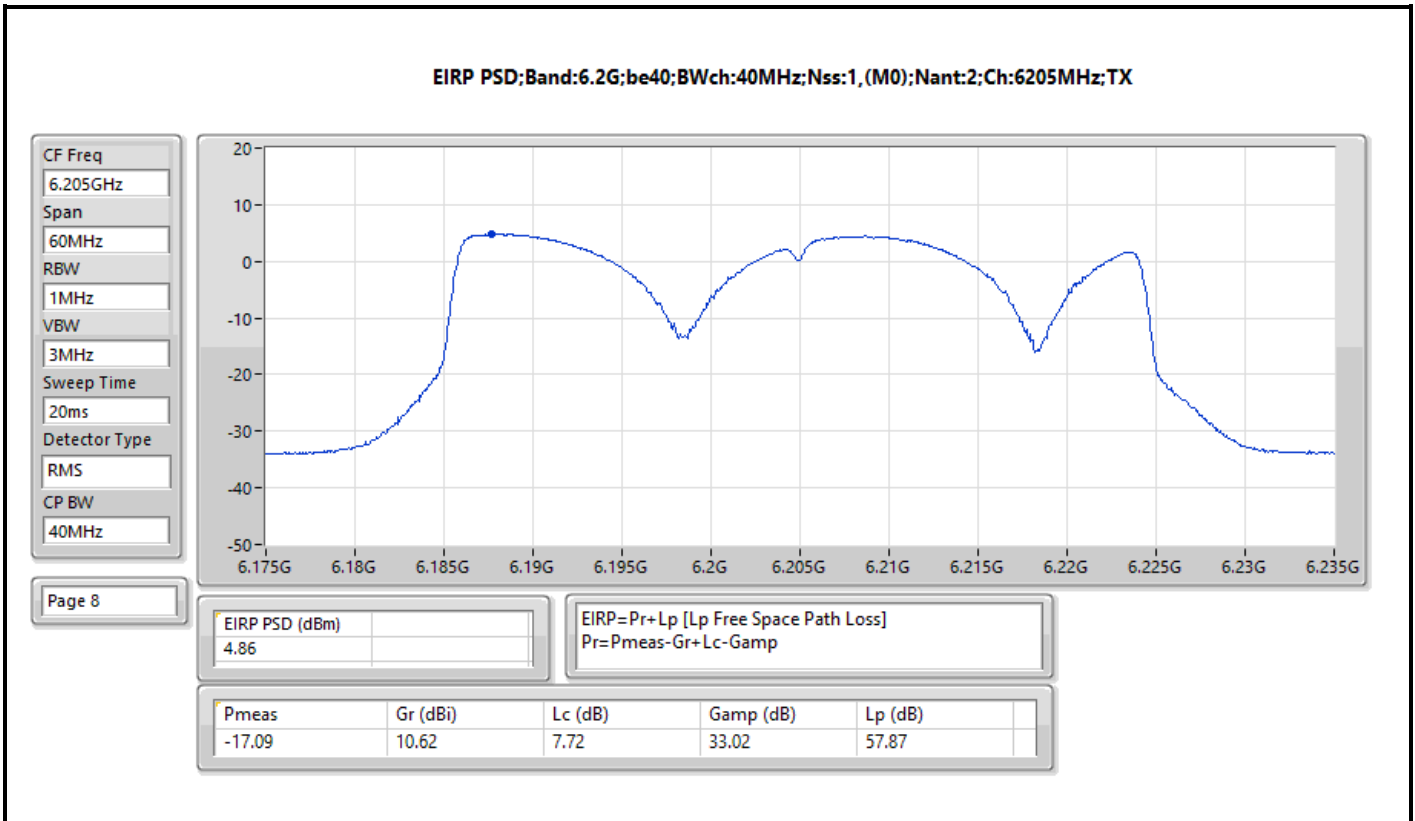 EIRP PSD;Band:6.2G;be40;BWch:40MHz;Nss:1,(M0);Nant:2;Ch:6205MHz;TX
CF Freq
6.205GHz
Span
60MHz
RBW
1MHz
VBW
3MHz
Sweep Time
20ms
Detector Type
RMS
CP BW
40MHz
Page 8
20
10
0
-10
-20
-30
-40
-50
6.175G 6.18G 6.185G 6.19G 6.195G 6.2G 6.205G 6.21G 6.215G 6.22G 6.225G 6.23G 6.235G
EIRP PSD (dBm)
4.86
EIRP=Pr+Lp [Lp Free Space Path Loss]
Pr=Pmeas-Gr+Lc-Gamp
Pmeas Gr (dBi) Lc (dB) Gamp (dB) Lp (dB)
-17.09 10.62 7.72 33.02 57.87